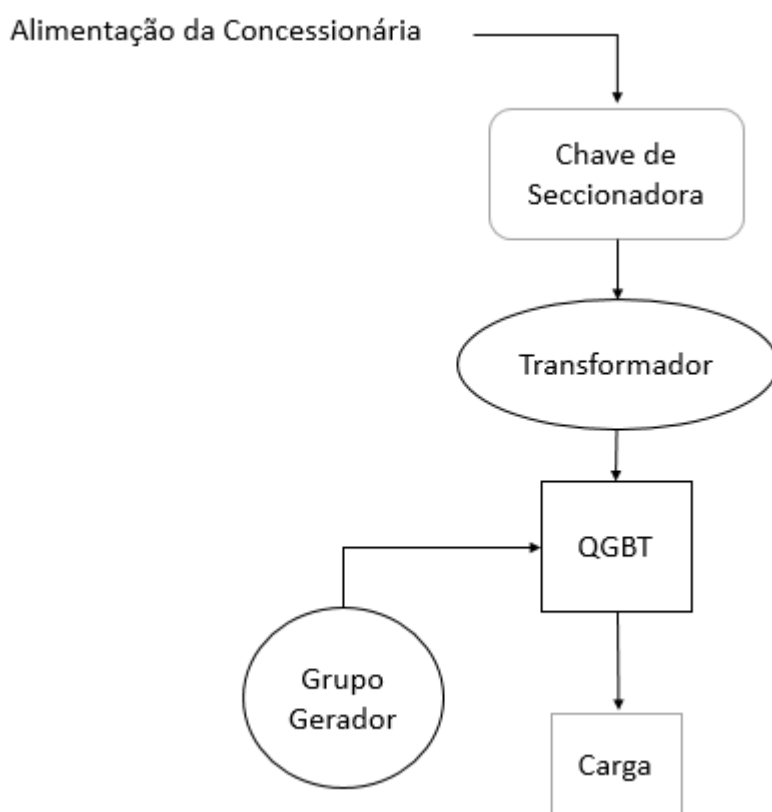 Alimentação da Concessionária
Chave de
Seccionadora
Transformador
QGBT
Grupo
Gerador
Carga